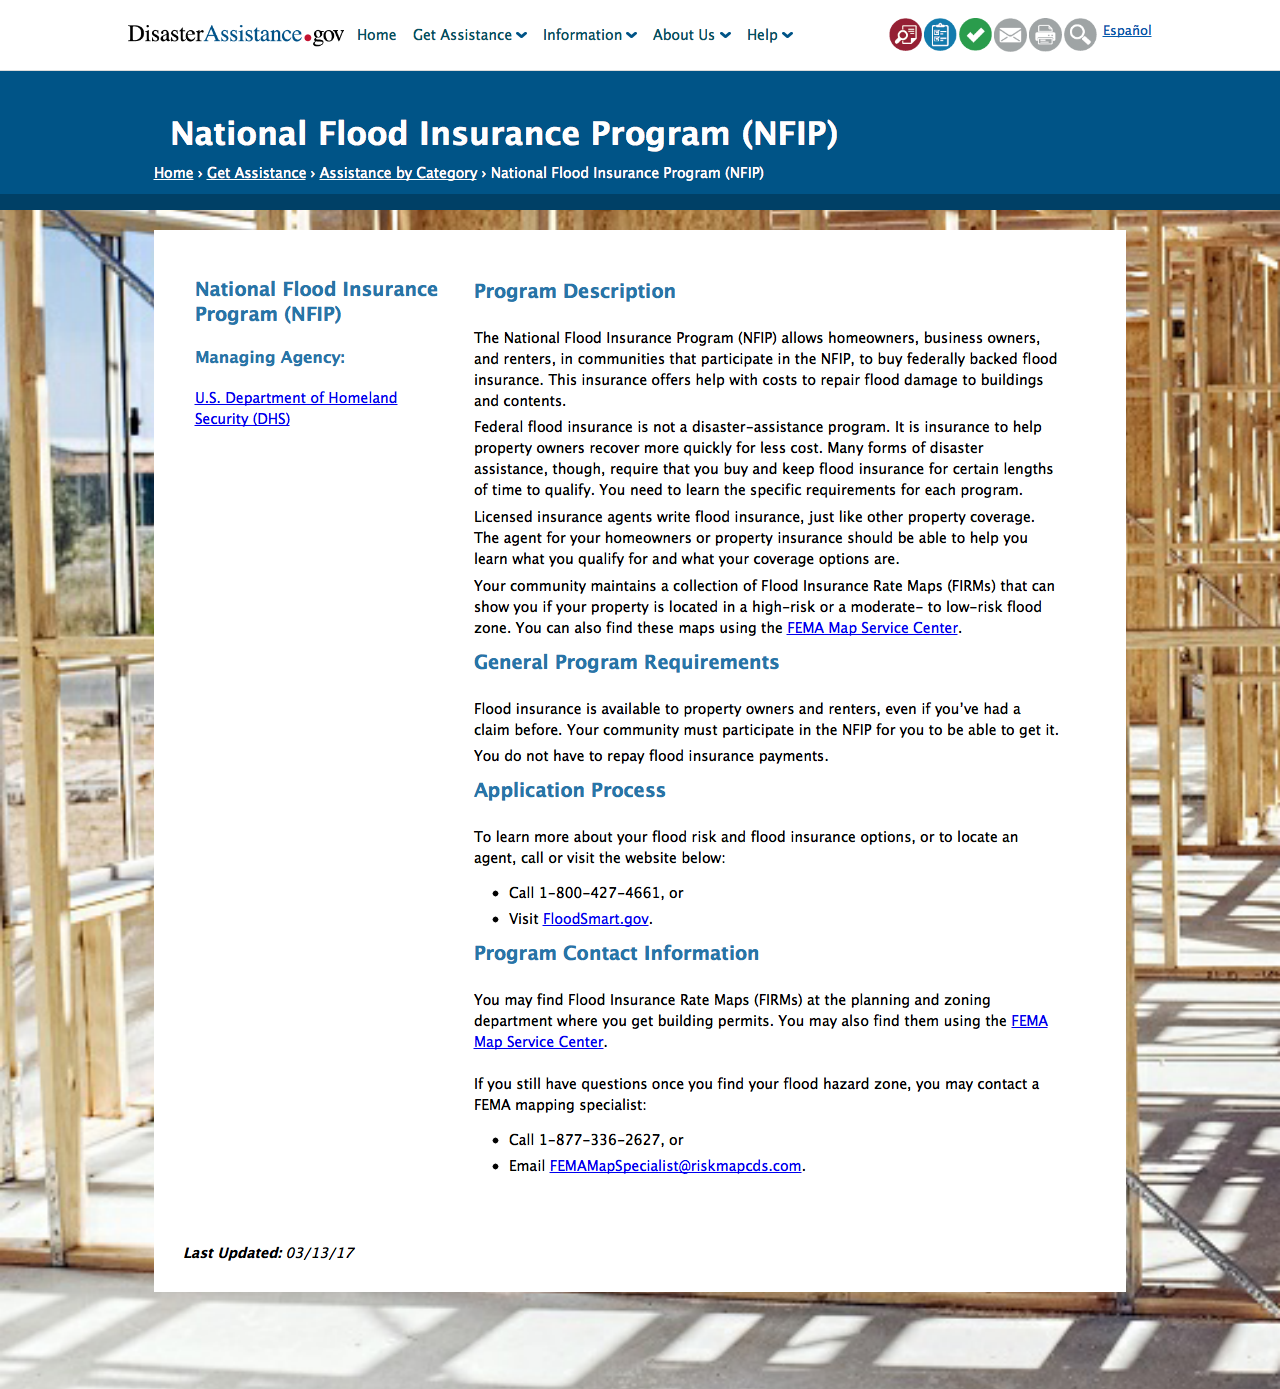 DisasterAssistance.gov Home Get Assistance Information About Us Help Español
National Flood Insurance Program (NFIP)
Home › Get Assistance › Assistance by Category › National Flood Insurance Program (NFIP)
National Flood Insurance
Program (NFIP)
Managing Agency:
U.S. Department of Homeland
Security (DHS)
Program Description
The National Flood Insurance Program (NFIP) allows homeowners, business owners,
and renters, in communities that participate in the NFIP, to buy federally backed flood
insurance. This insurance offers help with costs to repair flood damage to buildings
and contents.
Federal flood insurance is not a disaster-assistance program. It is insurance to help
property owners recover more quickly for less cost. Many forms of disaster
assistance, though, require that you buy and keep flood insurance for certain lengths
of time to qualify. You need to learn the specific requirements for each program.
Licensed insurance agents write flood insurance, just like other property coverage.
The agent for your homeowners or property insurance should be able to help you
learn what you qualify for and what your coverage options are.
Your community maintains a collection of Flood Insurance Rate Maps (FIRMs) that can
show you if your property is located in a high-risk or a moderate- to low-risk flood
zone. You can also find these maps using the FEMA Map Service Center.
General Program Requirements
Flood insurance is available to property owners and renters, even if you've had a
claim before. Your community must participate in the NFIP for you to be able to get it.
You do not have to repay flood insurance payments.
Application Process
To learn more about your flood risk and flood insurance options, or to locate an
agent, call or visit the website below:
• Call 1-800-427-4661, or
• Visit FloodSmart.gov.
Program Contact Information
You may find Flood Insurance Rate Maps (FIRMs) at the planning and zoning
department where you get building permits. You may also find them using the FEMA
Map Service Center.
If you still have questions once you find your flood hazard zone, you may contact a
FEMA mapping specialist:
• Call 1-877-336-2627, or
• Email FEMAMapSpecialist@riskmapcds.com.
Last Updated: 03/13/17